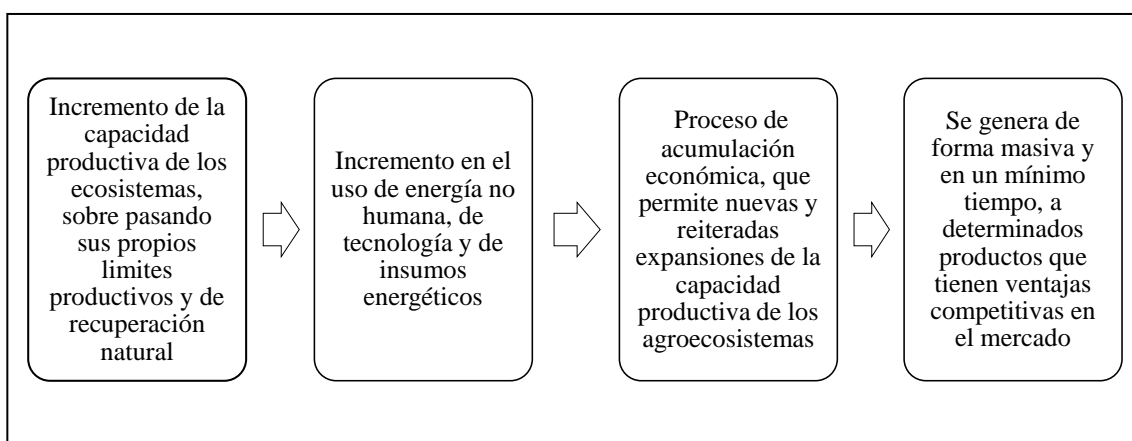 Incremento de la
capacidad
productiva de los
ecosistemas,
sobre pasando
sus propios
limites
productivos y de
recuperación
natural
Incremento en el
uso de energía no
humana, de
tecnología y de
insumos
energéticos
Proceso de
acumulación
económica, que
permite nuevas y
reiteradas
expansiones de la
capacidad
productiva de los
agroecosistemas
Se genera de
forma masiva y
en un mínimo
tiempo, a
determinados
productos que
tienen ventajas
competitivas en
el mercado